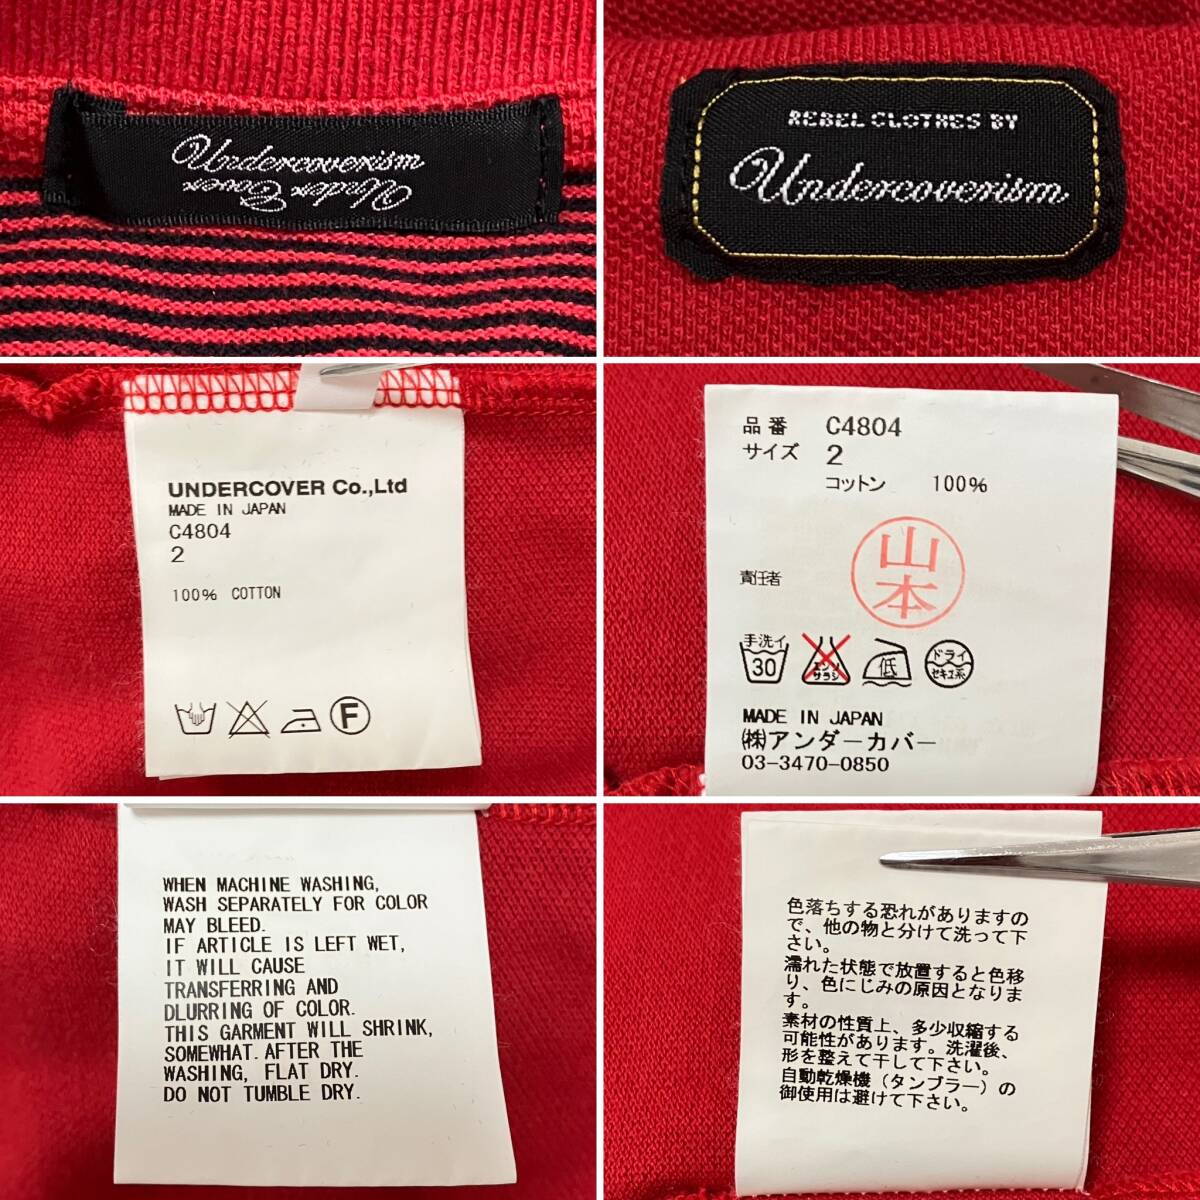 Undercoverism
Under Cover
REBEL CLOTHES BY
Undercoverism
UNDERCOVER Co.,Ltd
MADE IN JAPAN
C4804
2
100% COTTON
F
品番 C4804
サイズ 2
コットン 100%
責任者
山本
手洗イ
30
エンソ
サラシ
低
ドライ
セキユ系
MADE IN JAPAN
㈱アンダーカバー
03-3470-0850
WHEN MACHINE WASHING,
WASH SEPARATELY FOR COLOR
MAY BLEED.
IF ARTICLE IS LEFT WET,
IT WILL CAUSE
TRANSFERRING AND
DLURRING OF COLOR.
THIS GARMENT WILL SHRINK,
SOMEWHAT.AFTER THE
WASHING, FLAT DRY.
DO NOT TUMBLE DRY.
色落ちする恐れがありますの
で、他の物と分けて洗って下
さい。
濡れた状態で放置すると色移
り、色にじみの原因となりま
す。
素材の性質上、多少収縮する
可能性があります。洗濯後、
形を整えて干して下さい。
自動乾燥機（タンブラー）の
御使用は避けて下さい。